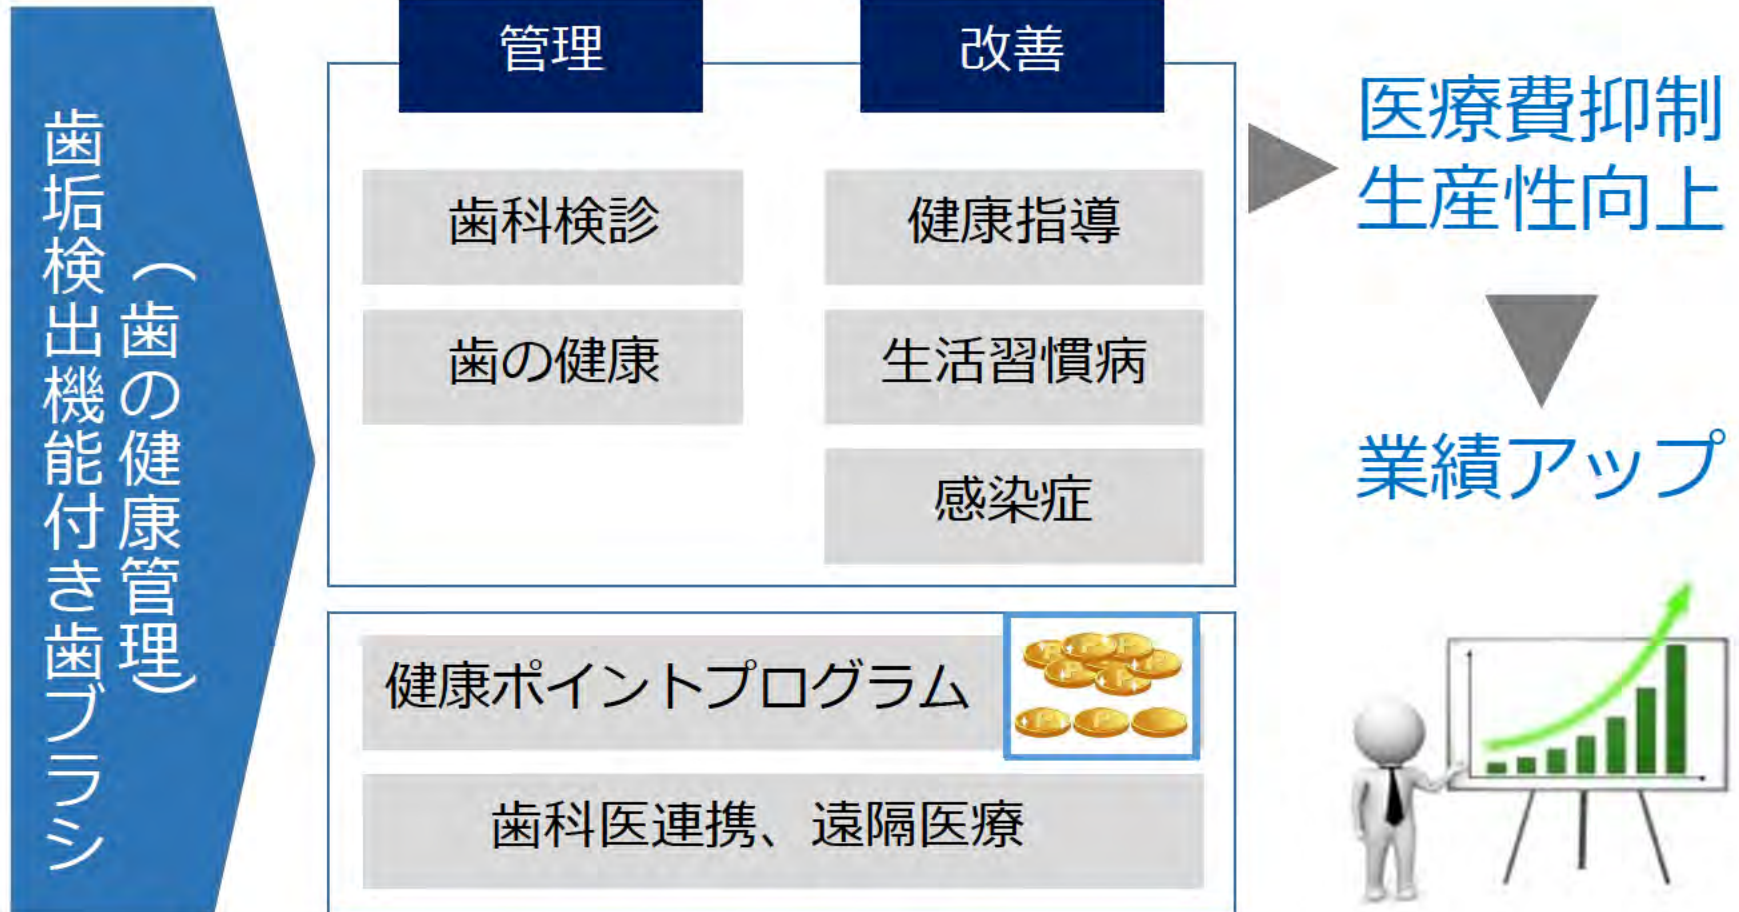 歯垢検出機能付き歯ブラシ
（歯の健康管理）
管理
改善
歯科検診
健康指導
歯の健康
生活習慣病
感染症
健康ポイントプログラム
歯科医連携、遠隔医療
医療費抑制
生産性向上
業績アップ